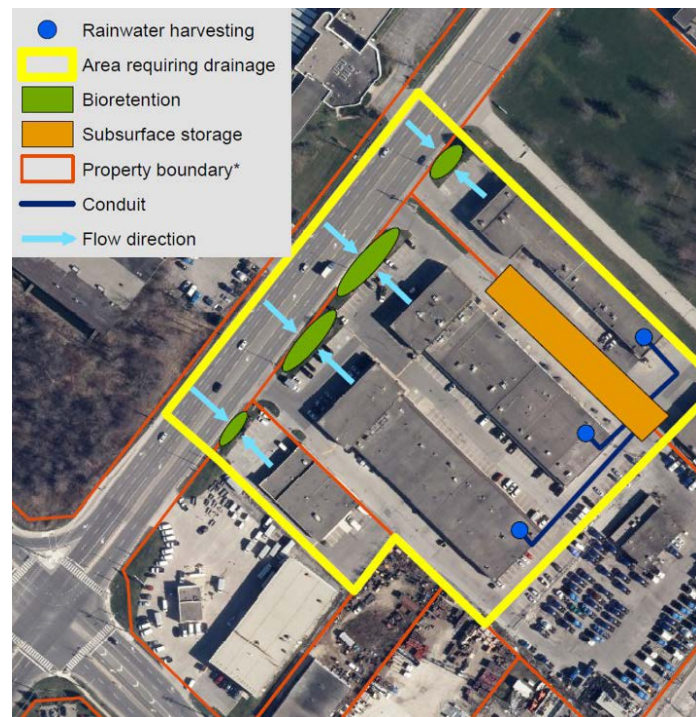 Rainwater harvesting
Area requiring drainage
Bioretention
Subsurface storage
Property boundary*
Conduit
Flow direction